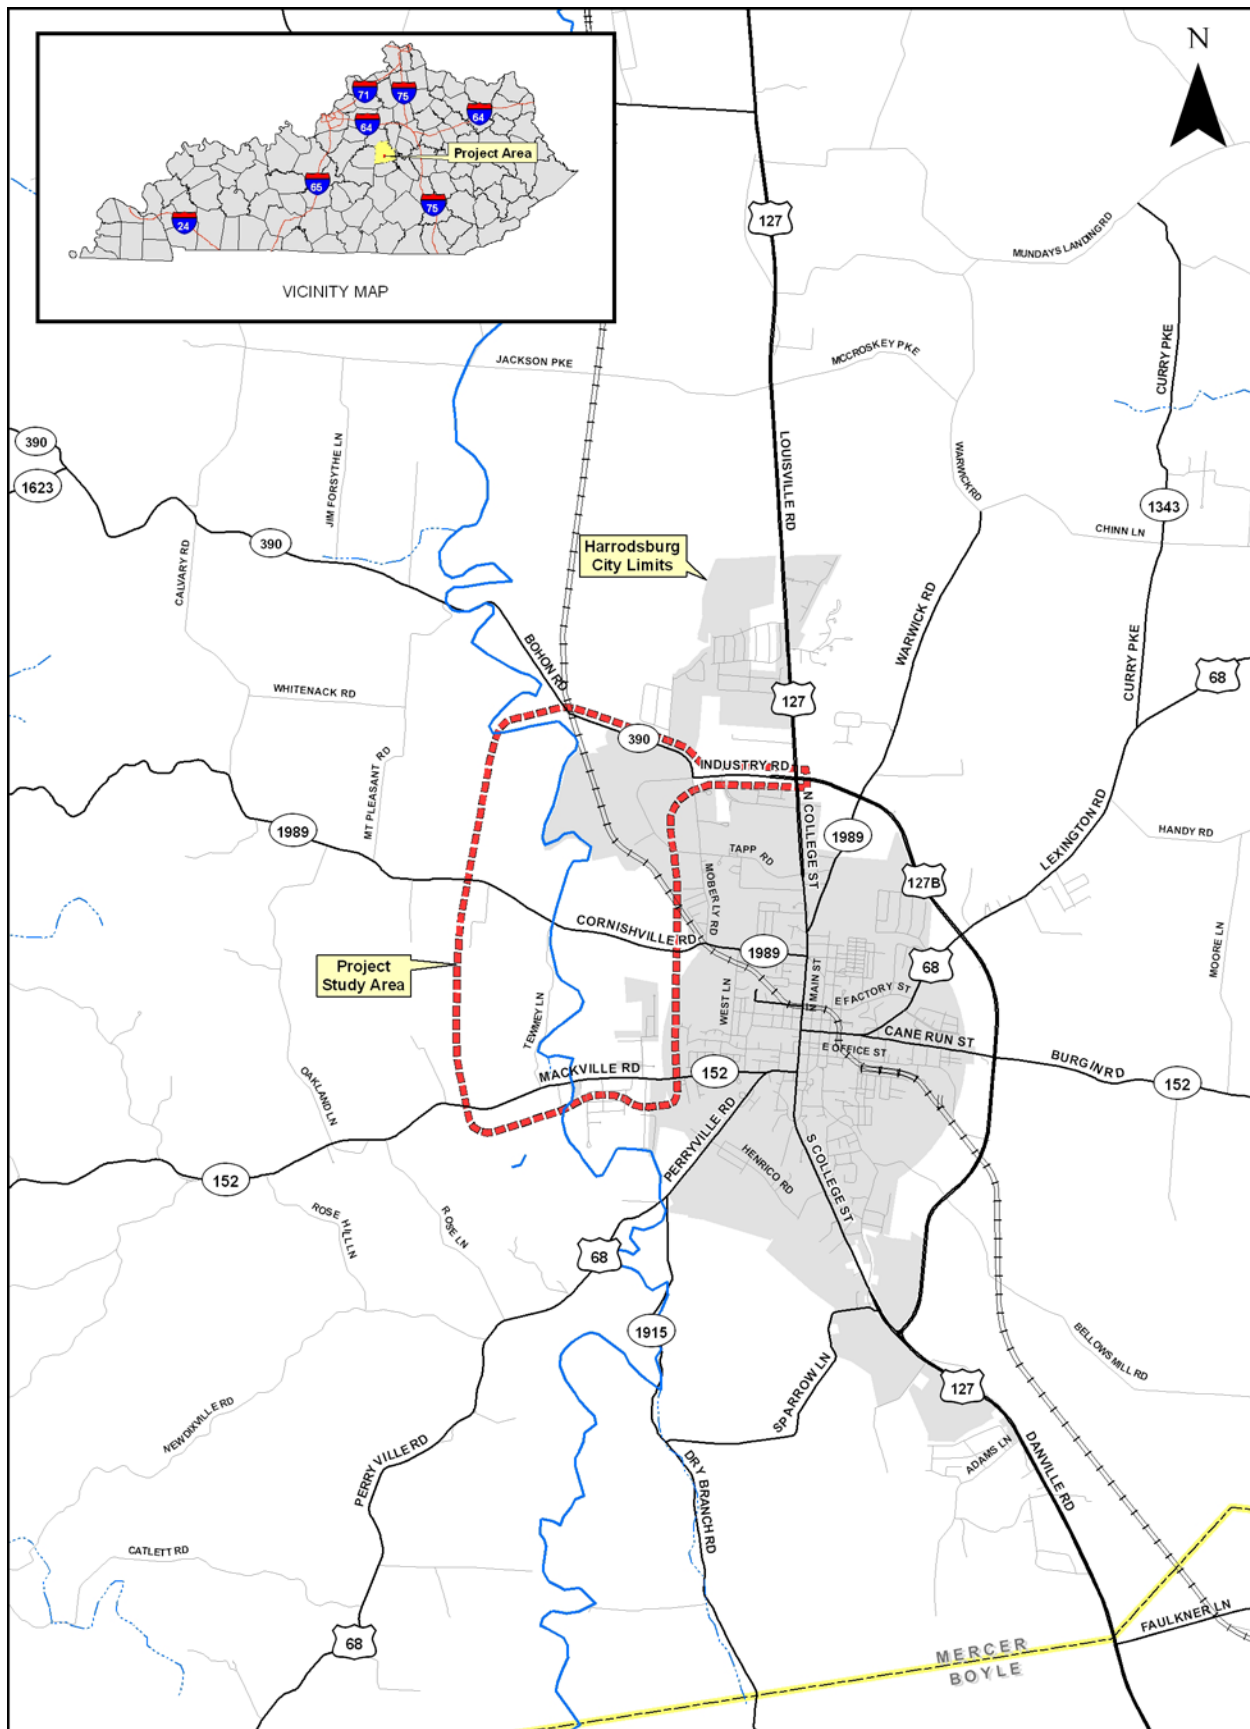 N
71
75
64
64
Project Area
65
75
24
VICINITY MAP
127
MUNDAYS LANDING RD
JACKSON PKE
MCCROSKEY PKE
CURRY PKE
390
1623
JIM FORSYTHE LN
LOUISVILLE RD
WARWICK RD
1343
CHINN LN
390
Harrodsburg
City Limits
CALVARY RD
WARWICK RD
BOHON RD
CURRY PKE
68
WHITENACK RD
127
390
INDUSTRY RD
MT PLEASANT RD
N COLLEGE ST
1989
1989
LEXINGTON RD
HANDY RD
TAPP RD
MOBERLY RD
127B
CORNISHVILLE RD
1989
68
MOORE LN
Project
Study Area
N MAIN ST
WEST LN
E FACTORY ST
TEWMEY LN
CANE RUN ST
E OFFICE ST
BURGIN RD
MACKVILLE RD
152
152
OAKLAND LN
PERRYVILLE RD
HENRICO RD
S COLLEGE ST
152
ROSE HILL LN
ROSE LN
68
1915
BELLOWS MILL RD
SPARROW LN
127
NEW DIXVILLE RD
PERRYVILLE RD
DRY BRANCH RD
ADAMS LN
DANVILLE RD
CATLETT RD
68
FAULKNER LN
MERCER
BOYLE